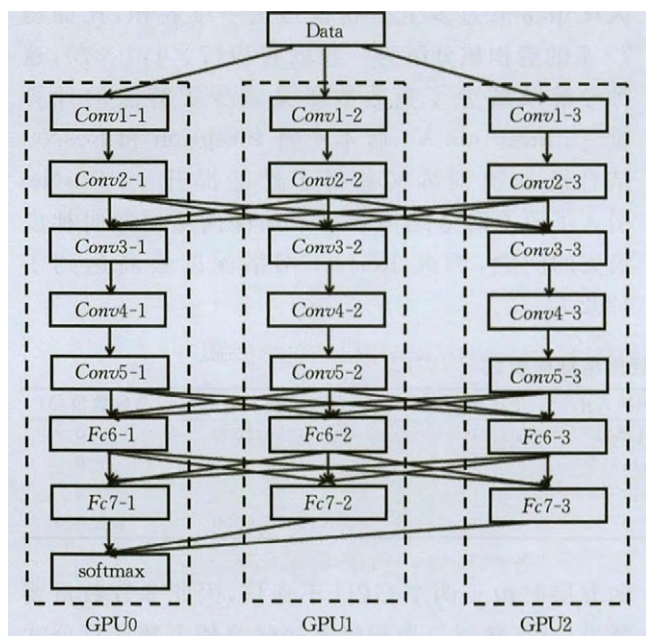 Data
Conv1-1 Conv1-2 Conv1-3
Conv2-1 Conv2-2 Conv2-3
Conv3-1 Conv3-2 Conv3-3
Conv4-1 Conv4-2 Conv4-3
Conv5-1 Conv5-2 Conv5-3
Fc6-1 Fc6-2 Fc6-3
Fc7-1 Fc7-2 Fc7-3
softmax
GPU0 GPU1 GPU2